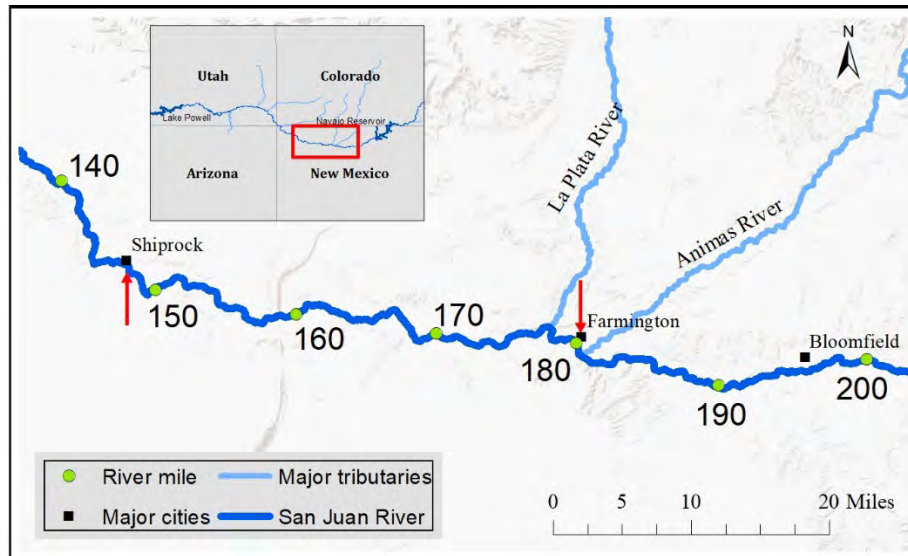 N
Utah
Colorado
Lake Powell
Navajo Reservoir
Arizona
New Mexico
La Plata River
Animas River
140
Shiprock
150
160
170
180
Farmington
Bloomfield
190
200
River mile
Major tributaries
Major cities
San Juan River
0 5 10 20 Miles